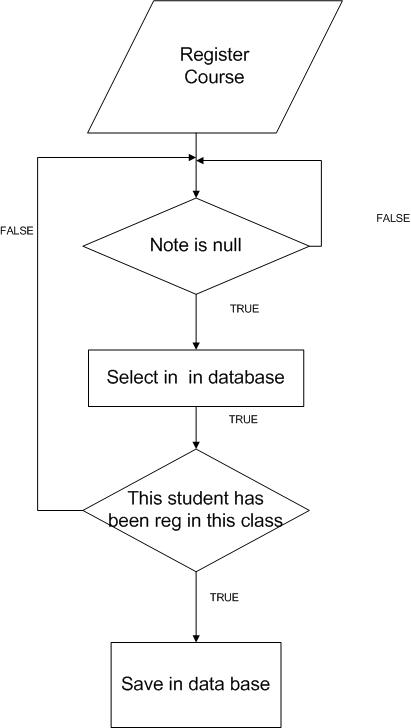 Register
Course
FALSE
FALSE
Note is null
TRUE
Select in in database
TRUE
This student has
been reg in this class
TRUE
Save in data base